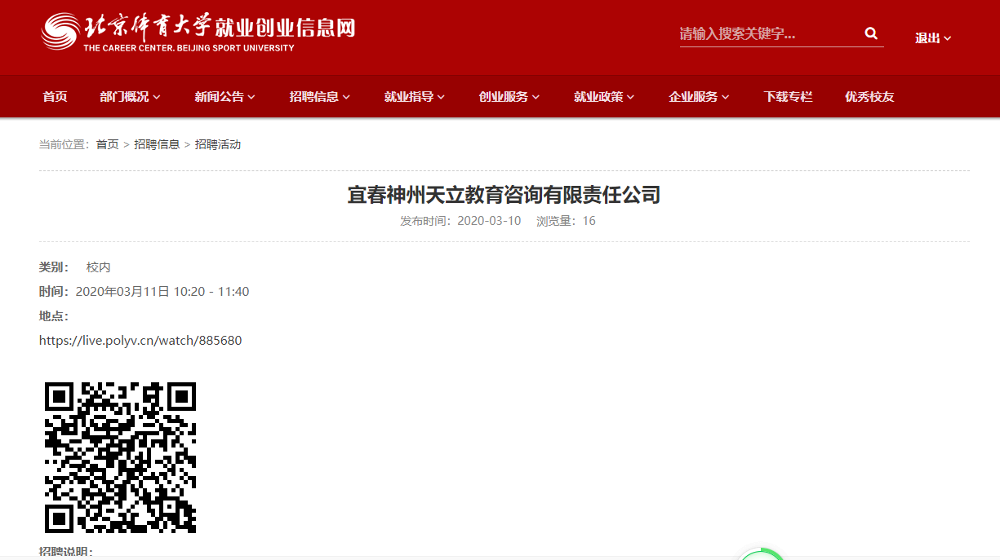 北京体育大学就业创业信息网
THE CAREER CENTER. BEIJING SPORT UNIVERSITY
请输入搜索关键字...
退出
首页 部门概况 新闻公告 招聘信息 就业指导 创业服务 就业政策 企业服务 下载专栏 优秀校友
当前位置：首页 > 招聘信息 > 招聘活动
宜春神州天立教育咨询有限责任公司
发布时间：2020-03-10 浏览量：16
类别： 校内
时间：2020年03月11日 10:20 - 11:40
地点：
https://live.polyv.cn/watch/885680
招聘说明：